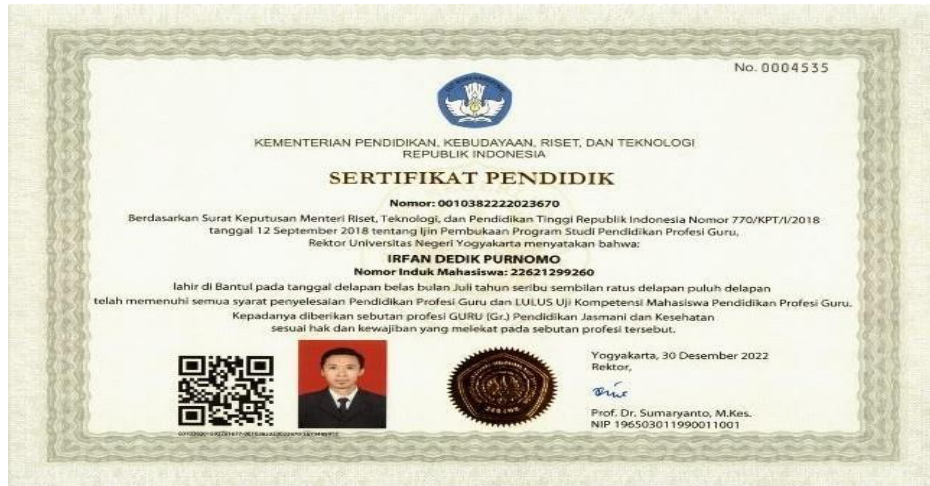 No. 0004535
KEMENTERIAN PENDIDIKAN, KEBUDAYAAN, RISET, DAN TEKNOLOGI
REPUBLIK INDONESIA
SERTIFIKAT PENDIDIK
Nomor: 0010382222023670
Berdasarkan Surat Keputusan Menteri Riset, Teknologi, dan Pendidikan Tinggi Republik Indonesia Nomor 770/KPT/I/2018
tanggal 12 September 2018 tentang Ijin Pembukaan Program Studi Pendidikan Profesi Guru,
Rektor Universitas Negeri Yogyakarta menyatakan bahwa:
IRFAN DEDIK PURNOMO
Nomor Induk Mahasiswa: 22621299260
lahir di Bantul pada tanggal delapan belas bulan Juli tahun seribu sembilan ratus delapan puluh delapan
telah memenuhi semua syarat penyelesaian Pendidikan Profesi Guru dan LULUS Uji Kompetensi Mahasiswa Pendidikan Profesi Guru.
Kepadanya diberikan sebutan profesi GURU (Gr.) Pendidikan Jasmani dan Kesehatan
sesuai hak dan kewajiban yang melekat pada sebutan profesi tersebut.
Yogyakarta, 30 Desember 2022
Rektor,
Prof. Dr. Sumaryanto, M.Kes.
NIP 196503011990011001